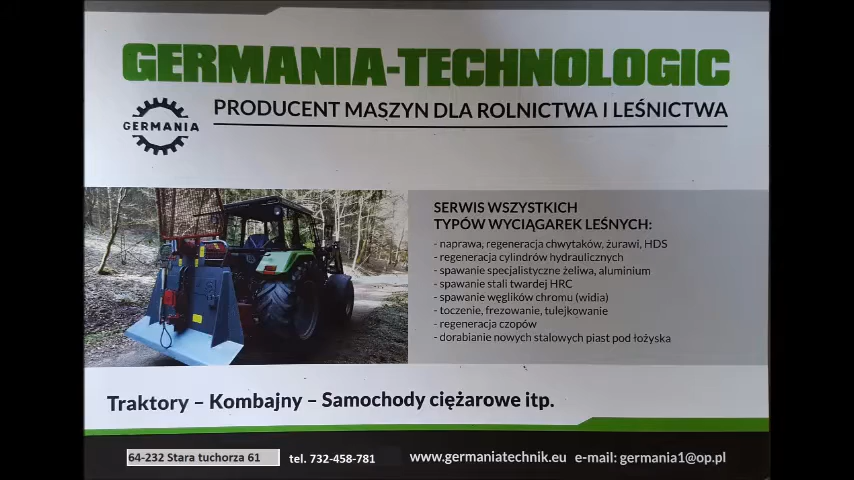 GERMANIA-TECHNOLOGIC
GERMANIA
PRODUCENT MASZYN DLA ROLNICTWA I LEŚNICTWA
SERWIS WSZYSTKICH
TYPÓW WYCIĄGAREK LEŚNYCH:
- naprawa, regeneracja chwytaków, żurawi, HDS
- regeneracja cylindrów hydraulicznych
- spawanie specjalistyczne żeliwa, aluminium
- spawanie stali twardej HRC
- spawanie węglików chromu (widia)
- toczenie, frezowanie, tulejkowanie
- regeneracja czopów
- dorabianie nowych stalowych piast pod łożyska
Traktory – Kombajny – Samochody ciężarowe itp.
64-232 Stara tuchorza 61 tel. 732-458-781 www.germaniatechnik.eu e-mail: germania1@op.pl